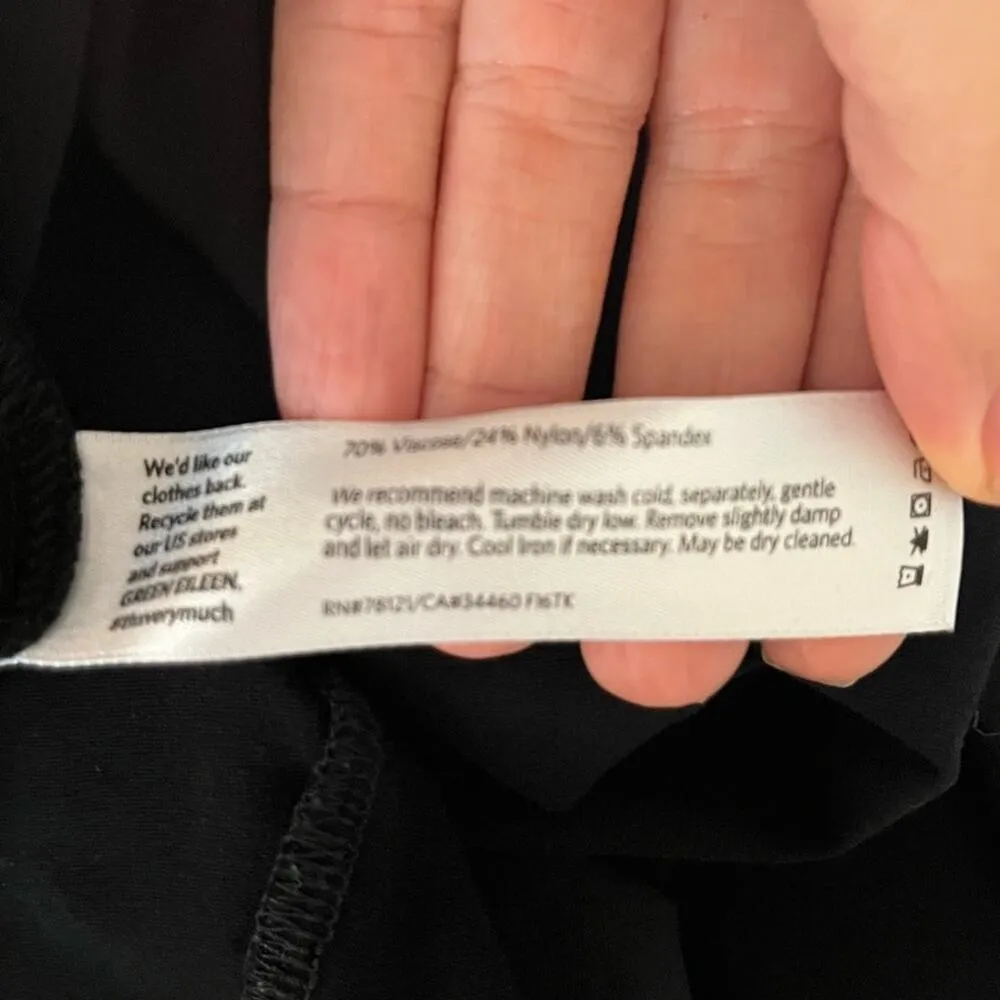 We'd like our
clothes back.
Recycle them at
our US stores
and support
GREEN EILEEN.
70% Viscose/24% Nylon/6% Spandex
We recommend machine wash cold, separately, gentle
cycle, no bleach. Tumble dry low. Remove slightly damp
and let air dry. Cool iron if necessary. May be dry cleaned.
RN#78121/CA#34460 F16TK